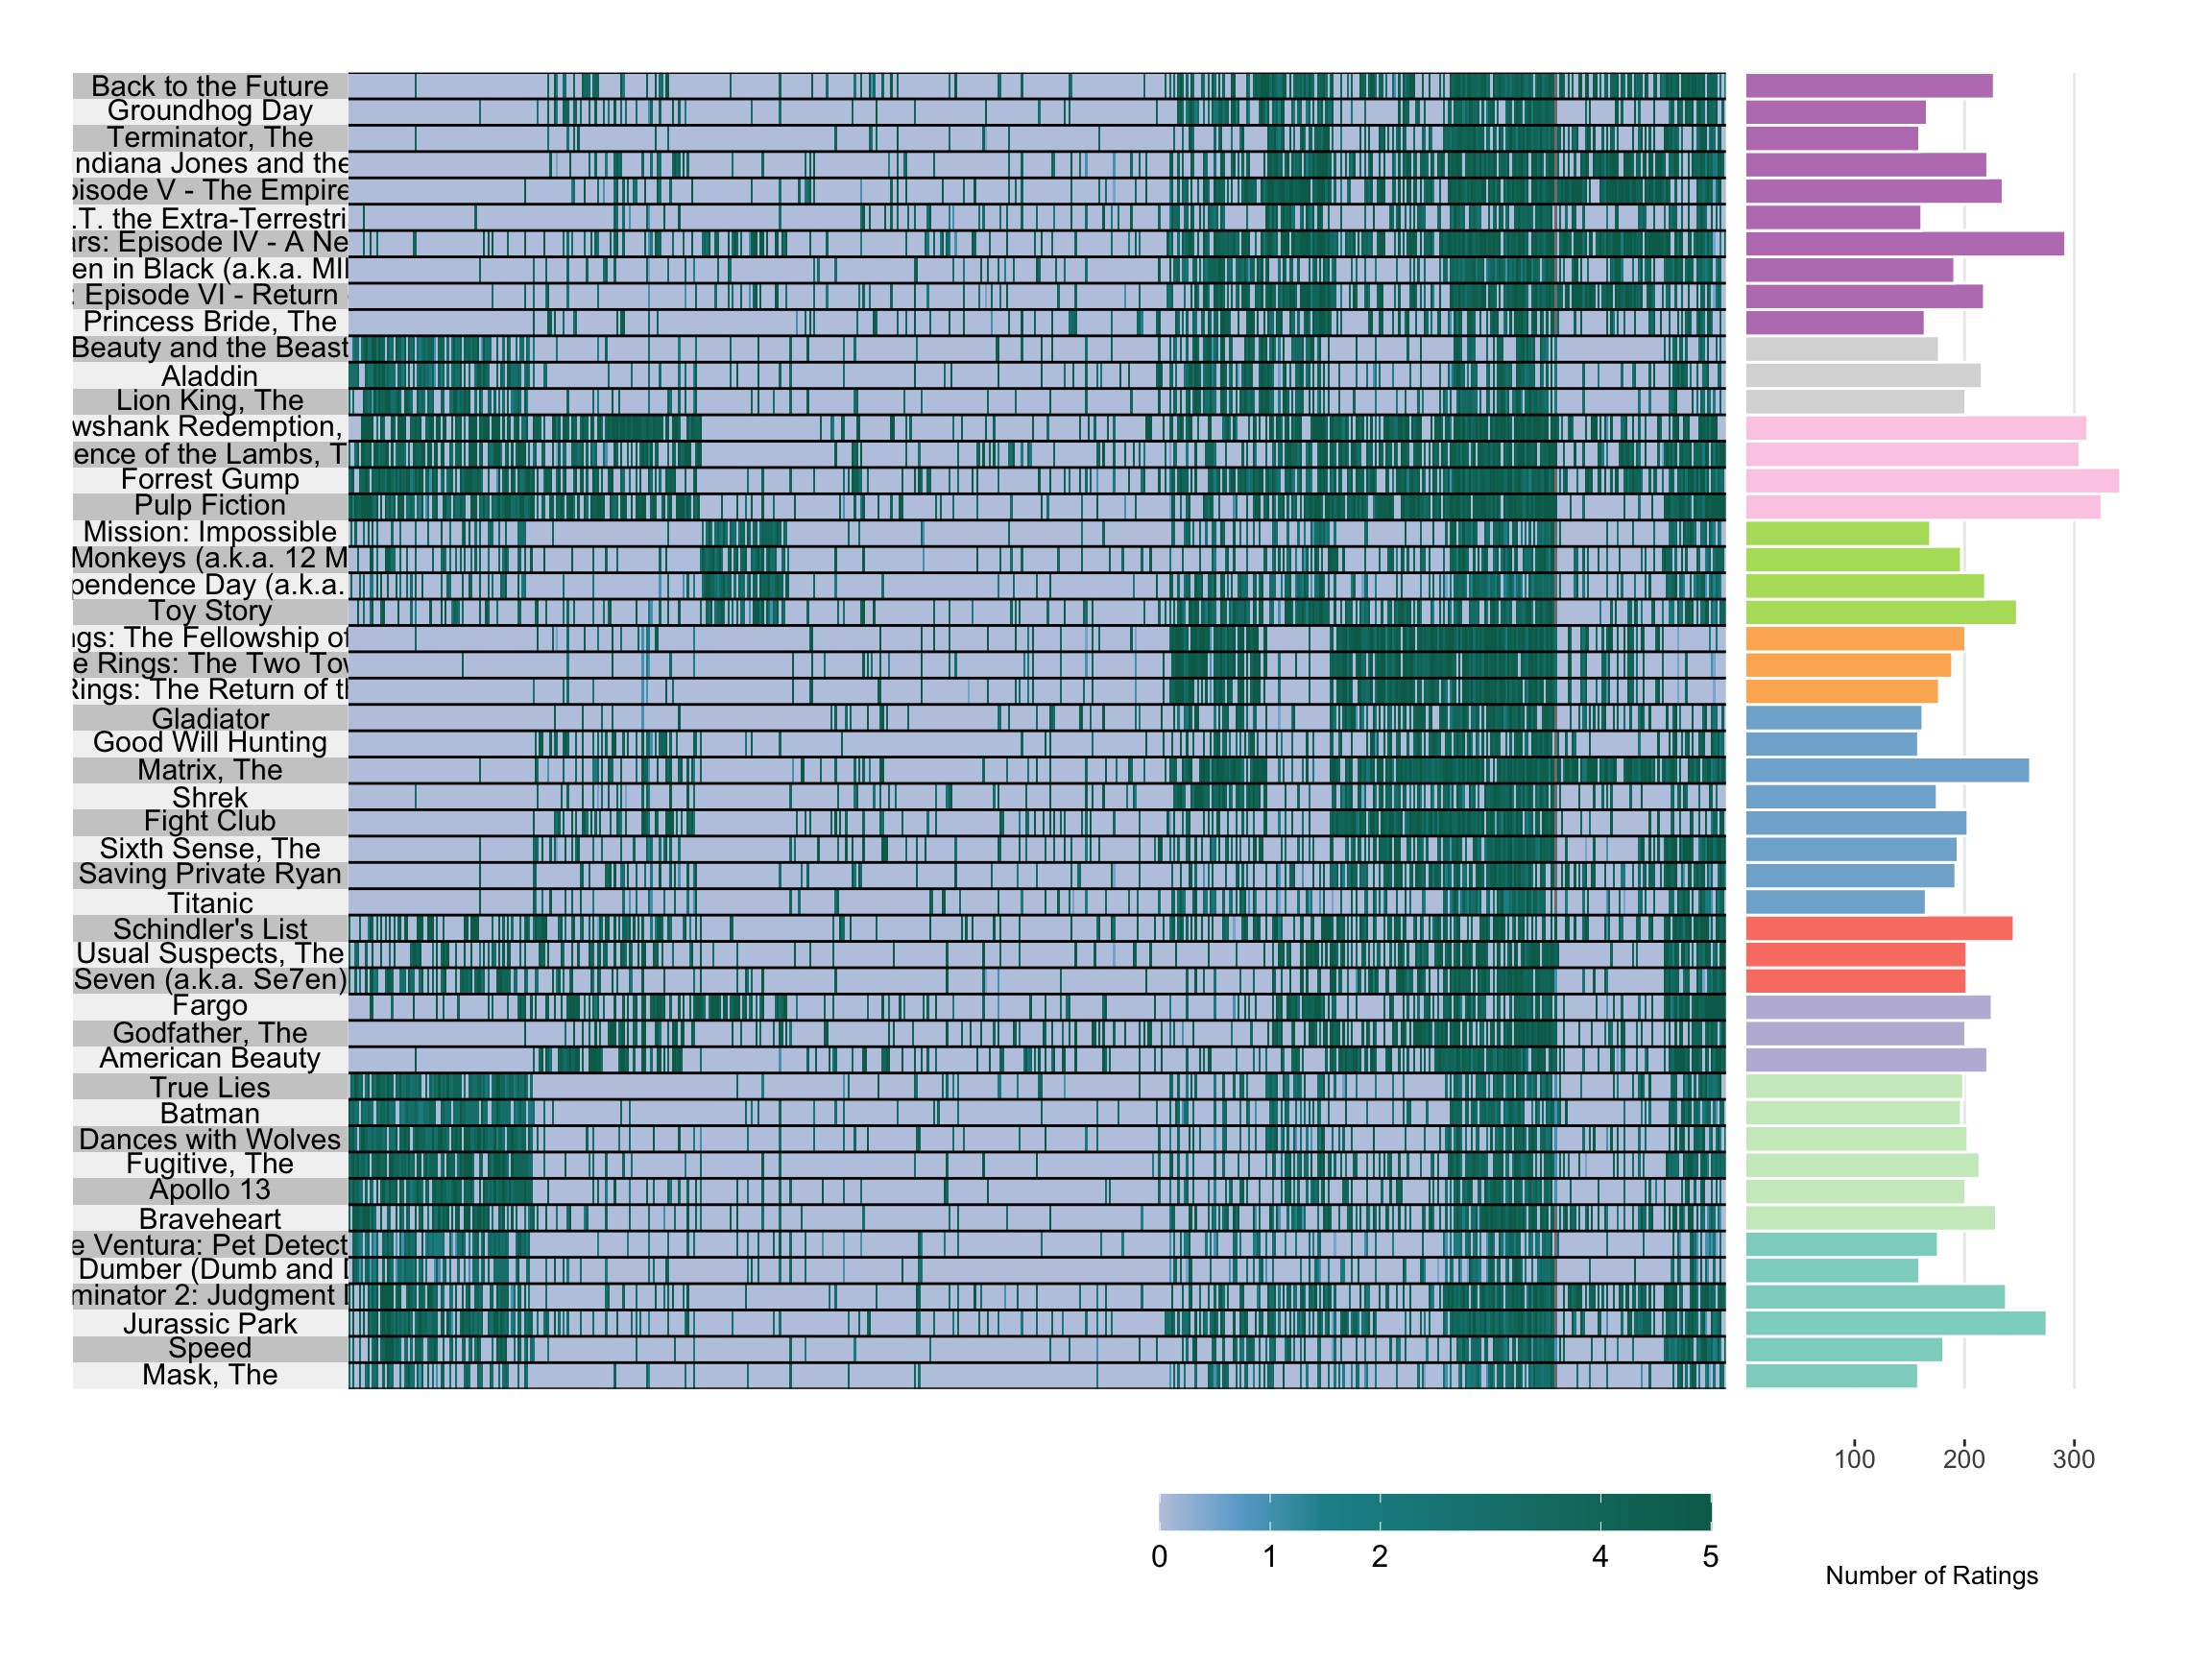 Back to the Future
Groundhog Day
Terminator, The
ndiana Jones and the
pisode V - The Empire
.T. the Extra-Terrestri
ars: Episode IV - A Ne
en in Black (a.k.a. MII
: Episode VI - Return
Princess Bride, The
Beauty and the Beast
Aladdin
Lion King, The
wshank Redemption,
ence of the Lambs, T
Forrest Gump
Pulp Fiction
Mission: Impossible
Monkeys (a.k.a. 12 M
pendence Day (a.k.a.
Toy Story
ngs: The Fellowship of
e Rings: The Two Tow
Rings: The Return of th
Gladiator
Good Will Hunting
Matrix, The
Shrek
Fight Club
Sixth Sense, The
Saving Private Ryan
Titanic
Schindler's List
Usual Suspects, The
Seven (a.k.a. Se7en)
Fargo
Godfather, The
American Beauty
True Lies
Batman
Dances with Wolves
Fugitive, The
Apollo 13
Braveheart
e Ventura: Pet Detect
Dumber (Dumb and D
minator 2: Judgment D
Jurassic Park
Speed
Mask, The
100 200 300
0 1 2 4 5
Number of Ratings